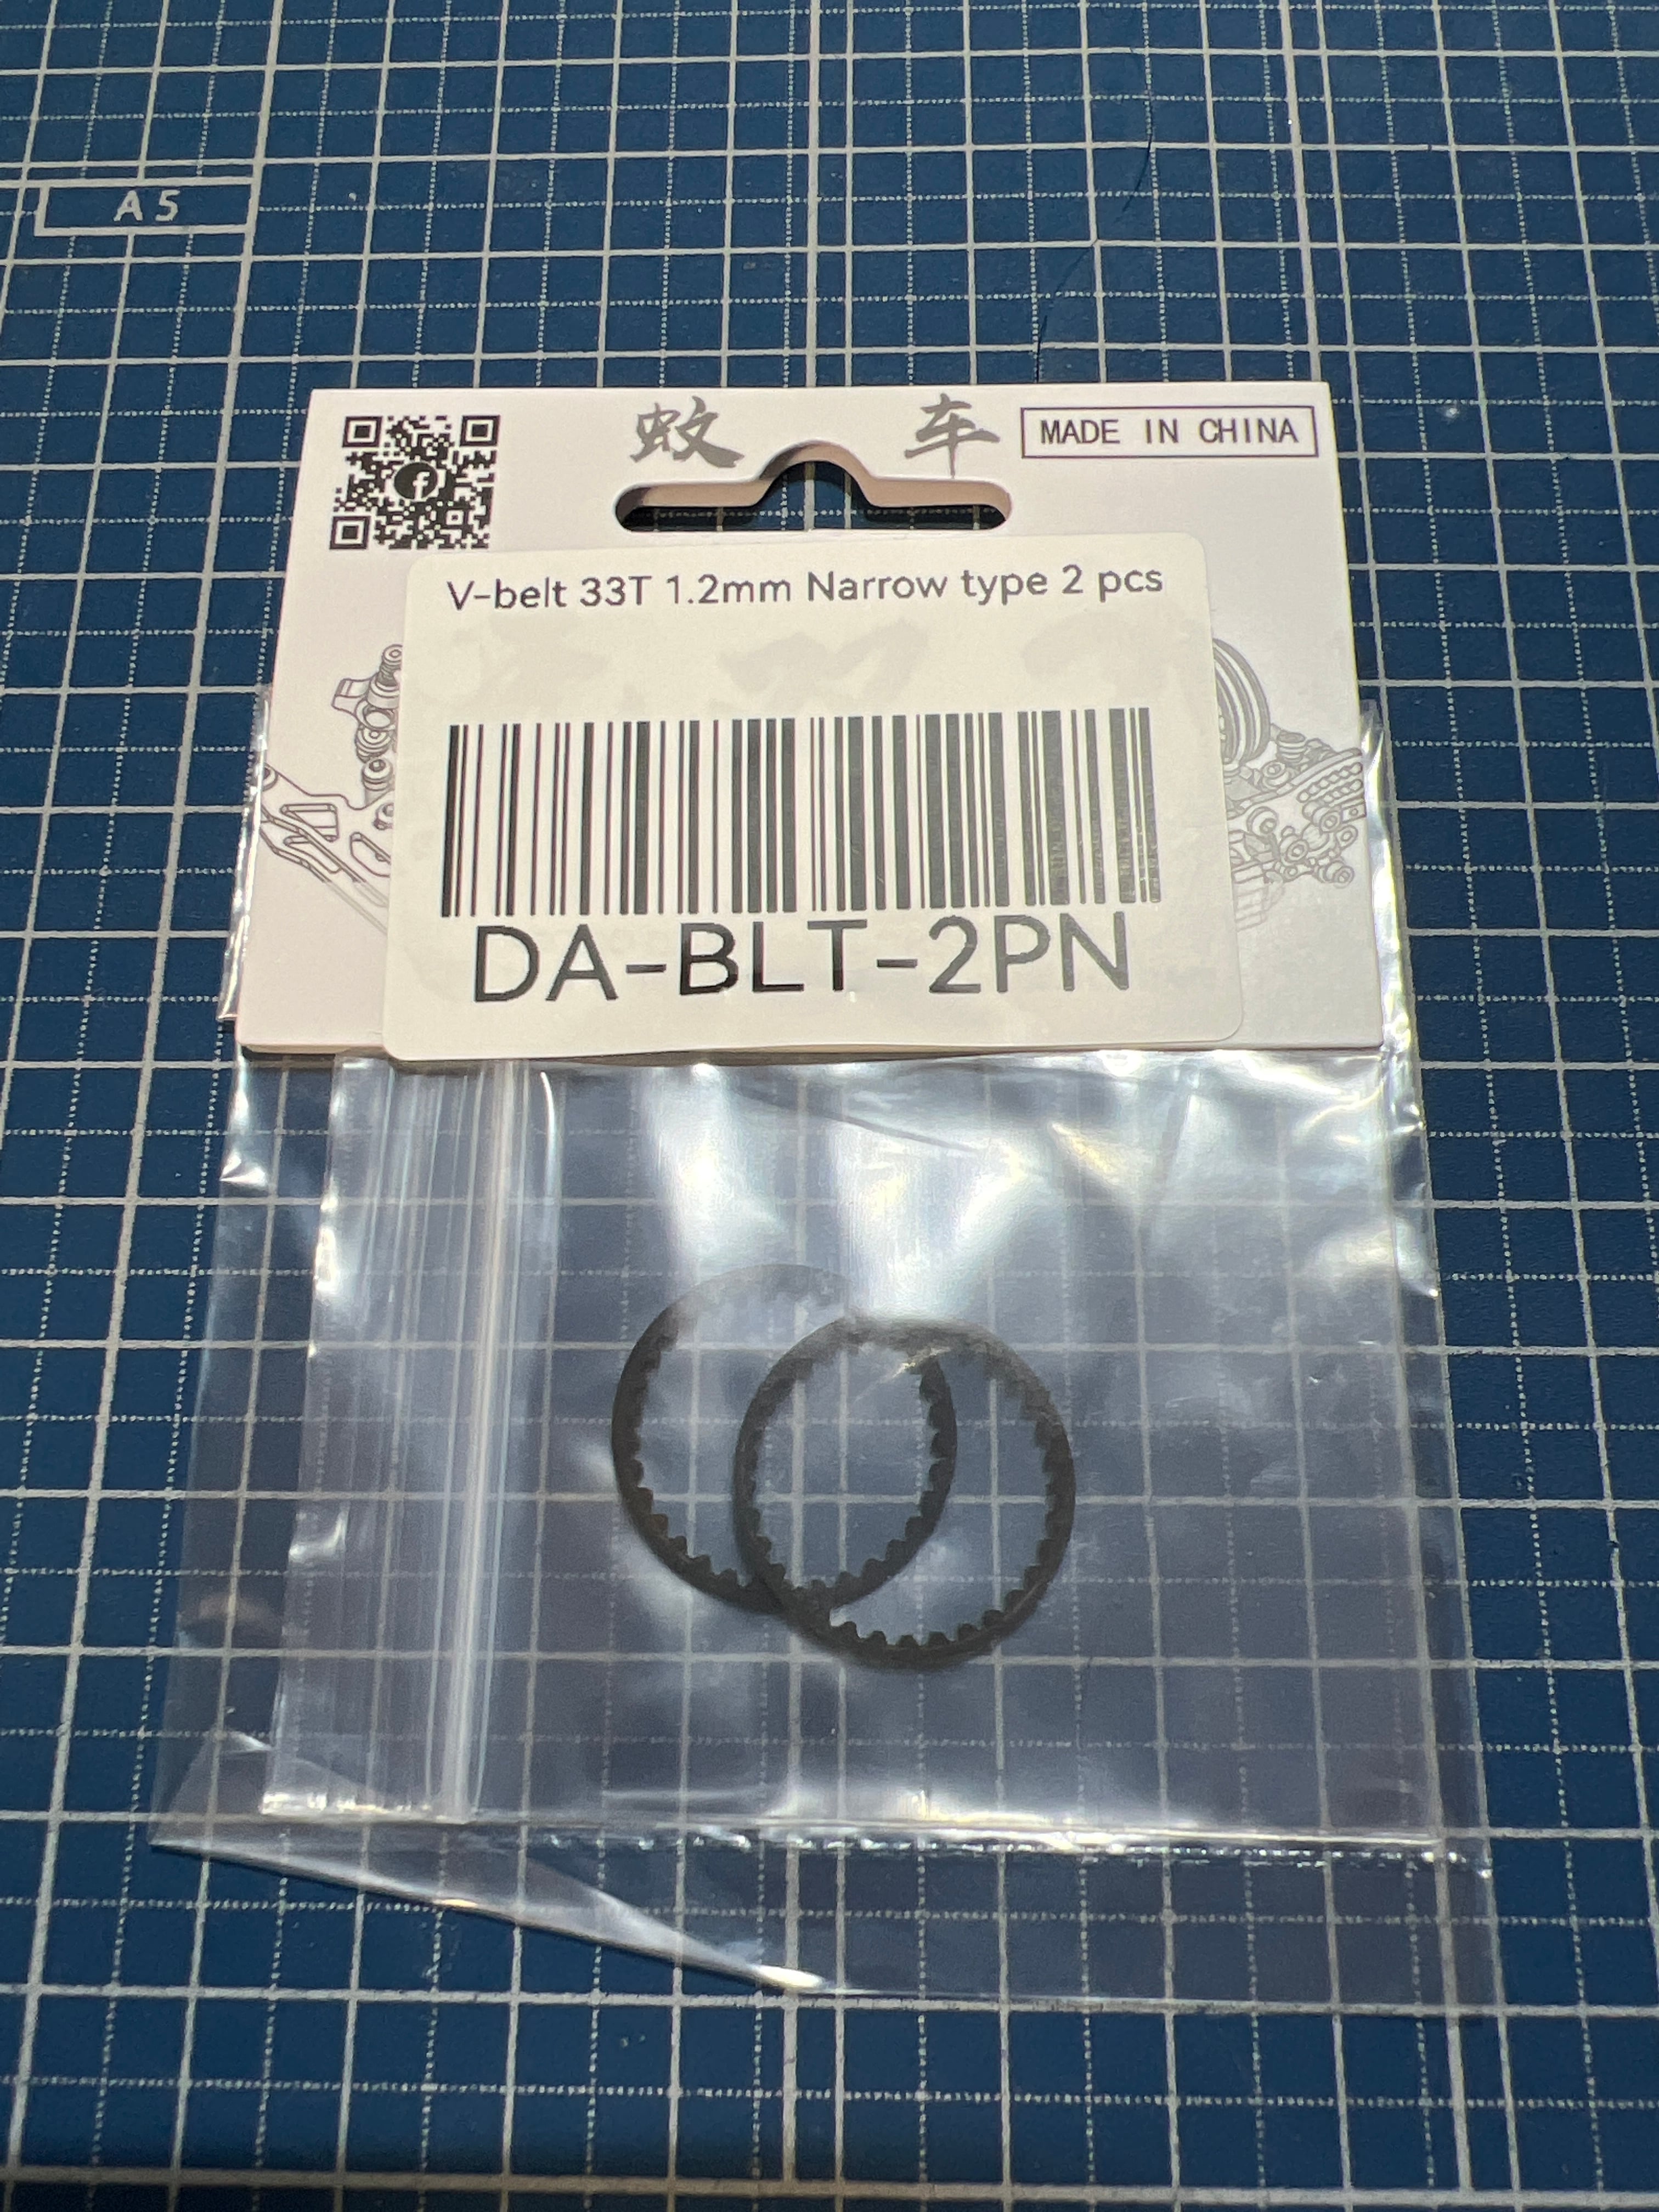 A5
蚊 车
MADE IN CHINA
V-belt 33T 1.2mm Narrow type 2 pcs
DA-BLT-2PN